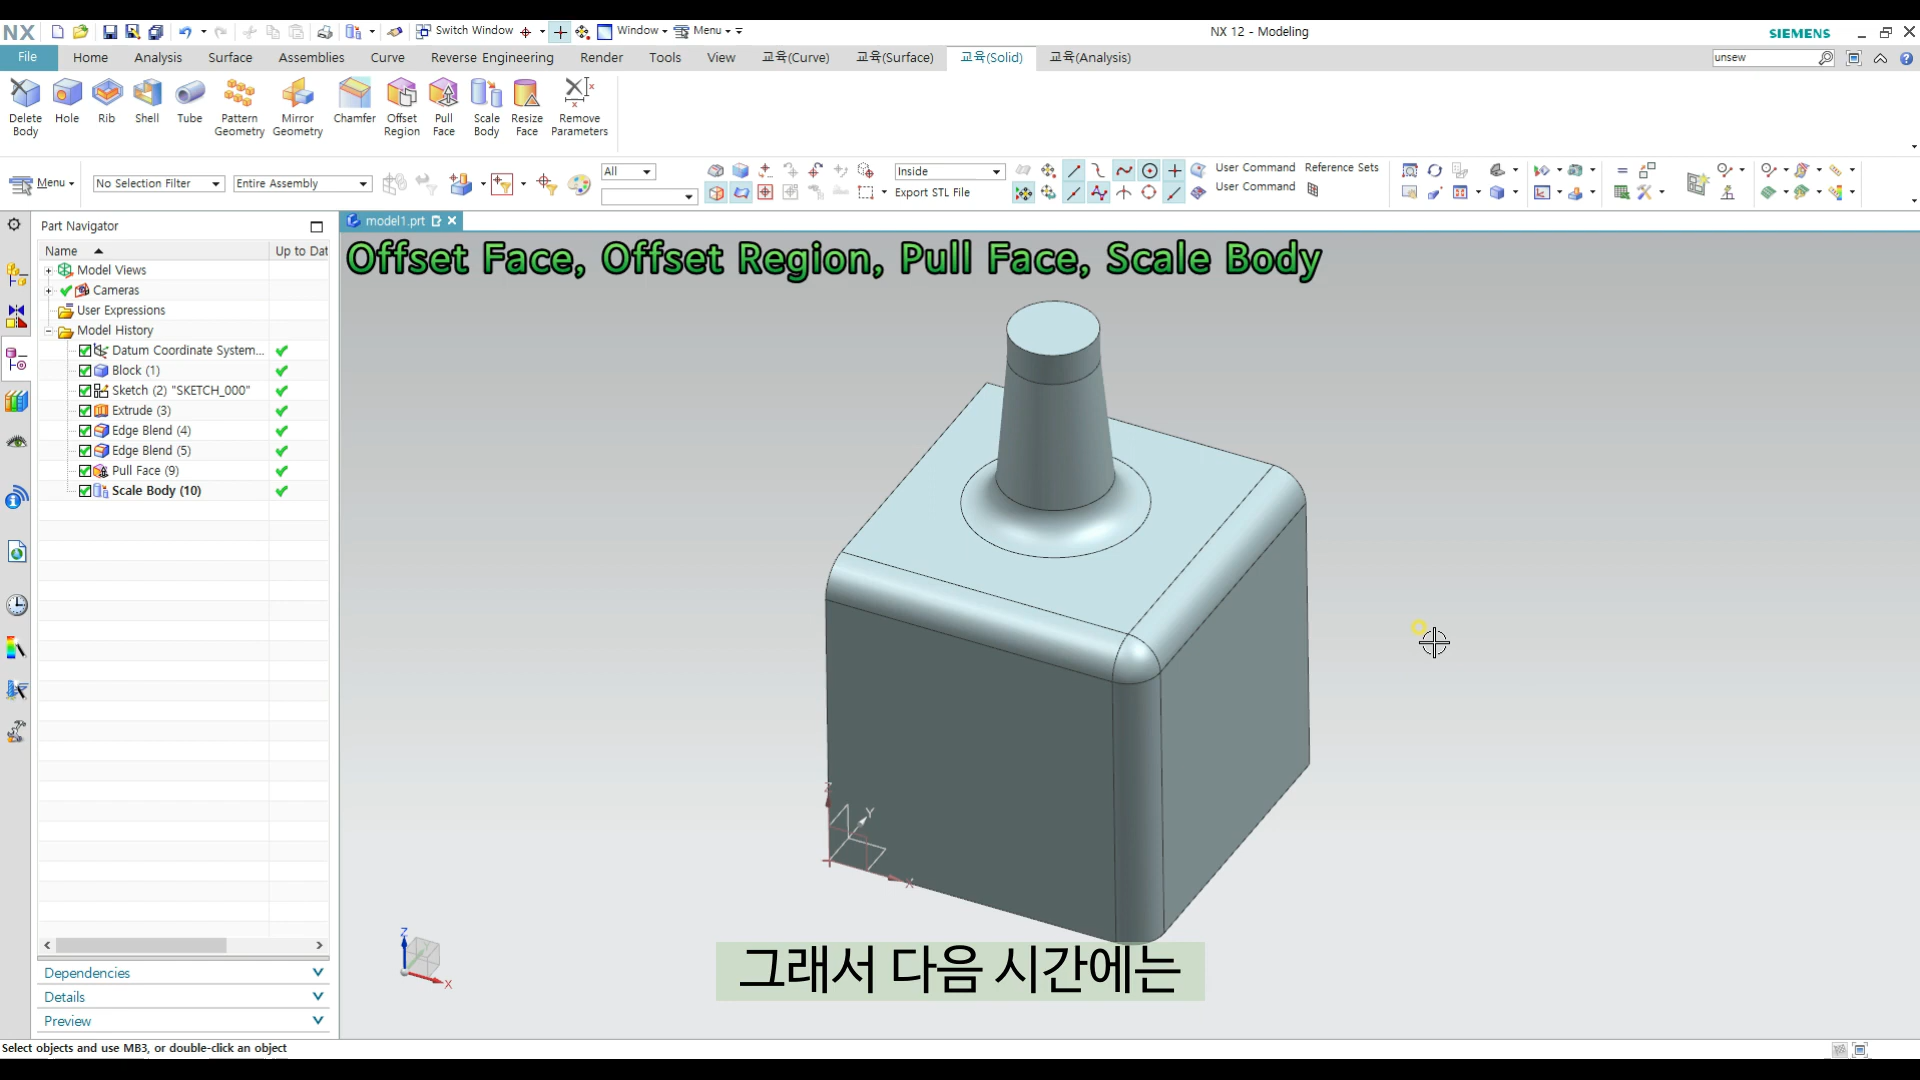 NX
Switch Window
Window
Menu
NX 12 - Modeling
SIEMENS
File
Home
Analysis
Surface
Assemblies
Curve
Reverse Engineering
Render
Tools
View
교육(Curve)
교육(Surface)
교육(Solid)
교육(Analysis)
unsew
Delete Body
Hole
Rib
Shell
Tube
Pattern Geometry
Mirror Geometry
Chamfer
Offset Region
Pull Face
Scale Body
Resize Face
Remove Parameters
Menu
No Selection Filter
Entire Assembly
All
Inside
Export STL File
User Command
User Command
Reference Sets
Part Navigator
model1.prt
Name
Up to Dat
Model Views
Cameras
User Expressions
Model History
Datum Coordinate System...
Block (1)
Sketch (2) "SKETCH_000"
Extrude (3)
Edge Blend (4)
Edge Blend (5)
Pull Face (9)
Scale Body (10)
Dependencies
Details
Preview
Offset Face, Offset Region, Pull Face, Scale Body
Z
Y
X
Z
X
그래서 다음 시간에는
Select objects and use MB3, or double-click an object